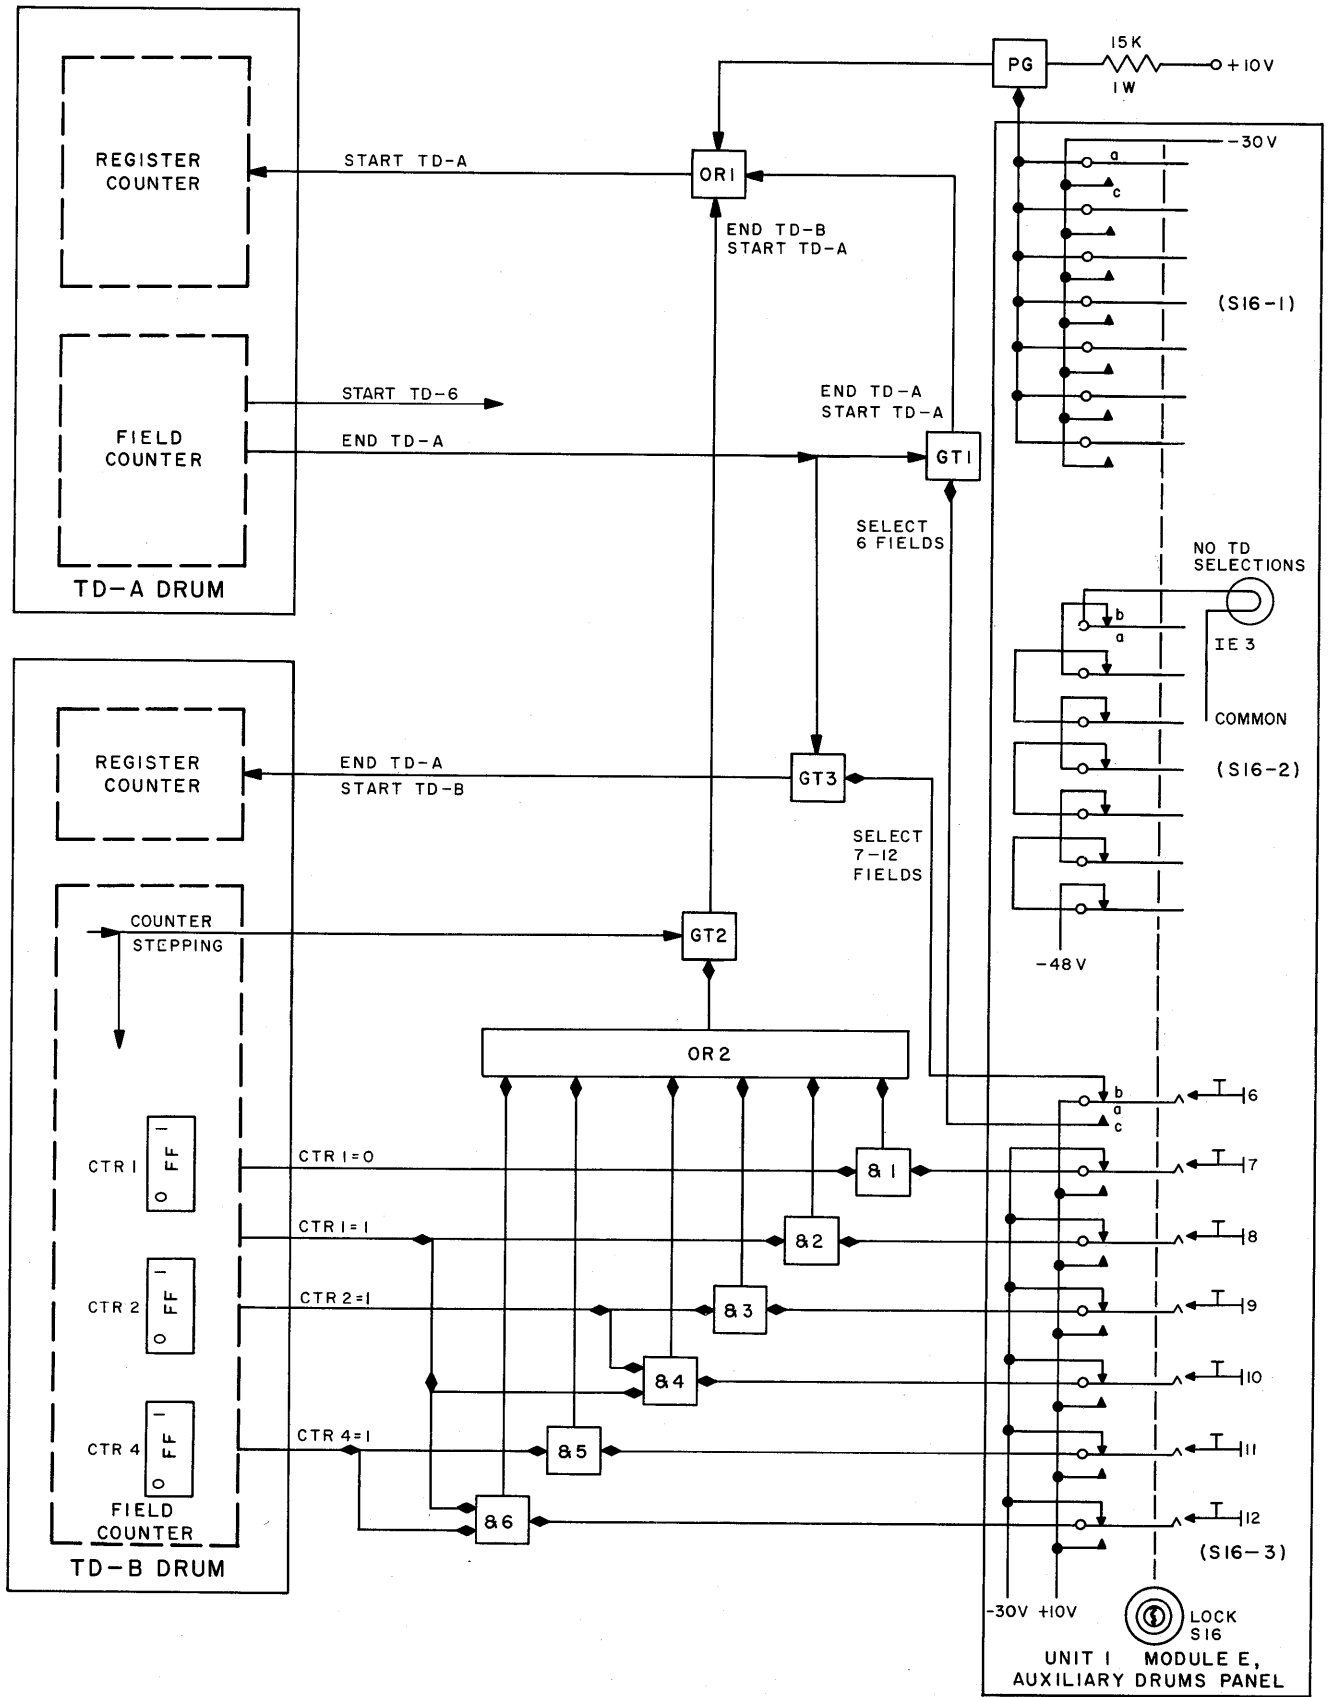 PG
15K
1W
+10V
REGISTER
COUNTER
START TD-A
OR1
END TD-B
START TD-A
-30V
a
c
(S16-1)
FIELD
COUNTER
START TD-6
END TD-A
END TD-A
START TD-A
GT1
SELECT
6 FIELDS
TD-A DRUM
NO TD
SELECTIONS
b
a
IE3
COMMON
(S16-2)
-48V
REGISTER
COUNTER
END TD-A
START TD-B
GT3
SELECT
7-12
FIELDS
COUNTER
STEPPING
GT2
OR2
b
a
c
6
CTR 1
1
FF
0
CTR 1=0
&1
7
CTR 1=1
&2
8
CTR 2
1
FF
0
CTR 2=1
&3
9
&4
10
CTR 4
1
FF
0
CTR 4=1
&5
11
&6
12
(S16-3)
FIELD
COUNTER
TD-B DRUM
-30V +10V
LOCK
S16
UNIT 1 MODULE E,
AUXILIARY DRUMS PANEL